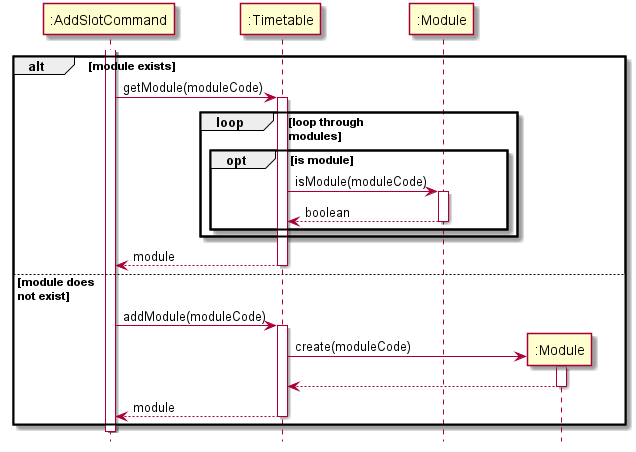 :AddSlotCommand
:Timetable
:Module
alt
[module exists]
getModule(moduleCode)
loop
[loop through
modules]
opt
[is module]
isModule(moduleCode)
boolean
module
[module does
not exist]
addModule(moduleCode)
create(moduleCode)
:Module
module